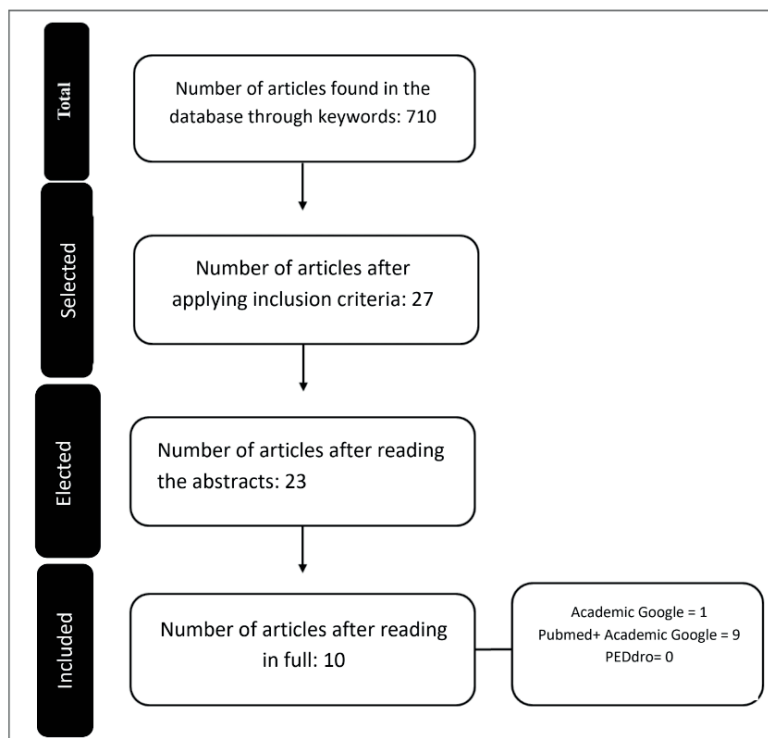 Total
Number of articles found in the
database through keywords: 710
Selected
Number of articles after
applying inclusion criteria: 27
Elected
Number of articles after reading
the abstracts: 23
Included
Number of articles after reading
in full: 10
Academic Google = 1
Pubmed+ Academic Google = 9
PEDdro= 0